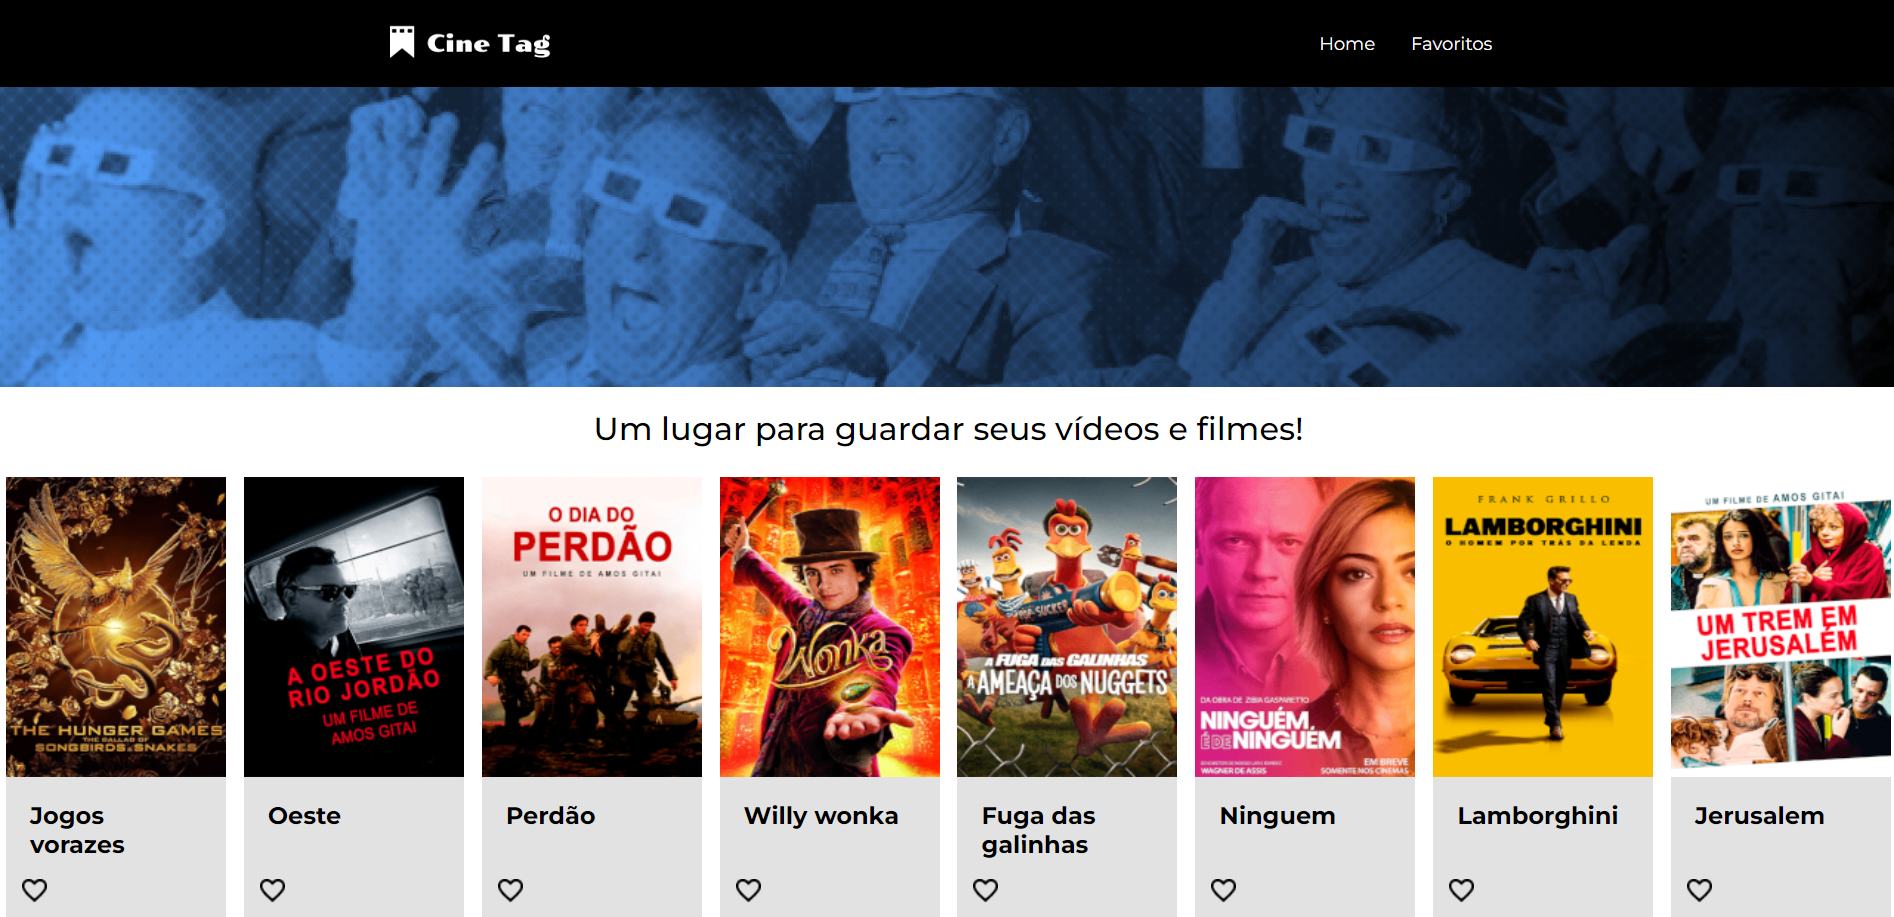 Cine Tag
Home
Favoritos
Um lugar para guardar seus vídeos e filmes!
THE HUNGER GAMES
THE BALLAD OF
SONGBIRDS & SNAKES
A OESTE DO
RIO JORDÃO
UM FILME DE
AMOS GITAI
O DIA DO
PERDÃO
UM FILME DE AMOS GITAI
Wonka
A FUGA DAS GALINHAS
A AMEAÇA DOS NUGGETS
DA OBRA DE ZIBIA GASPARETTO
NINGUÉM,
É DE NINGUÉM
WAGNER DE ASSIS
EM BREVE
SOMENTE NOS CINEMAS
FRANK GRILLO
LAMBORGHINI
O HOMEM POR TRÁS DA LENDA
UM FILME DE AMOS GITAI
UM TREM EM
JERUSALÉM
Jogos
vorazes
Oeste
Perdão
Willy wonka
Fuga das
galinhas
Ninguem
Lamborghini
Jerusalem